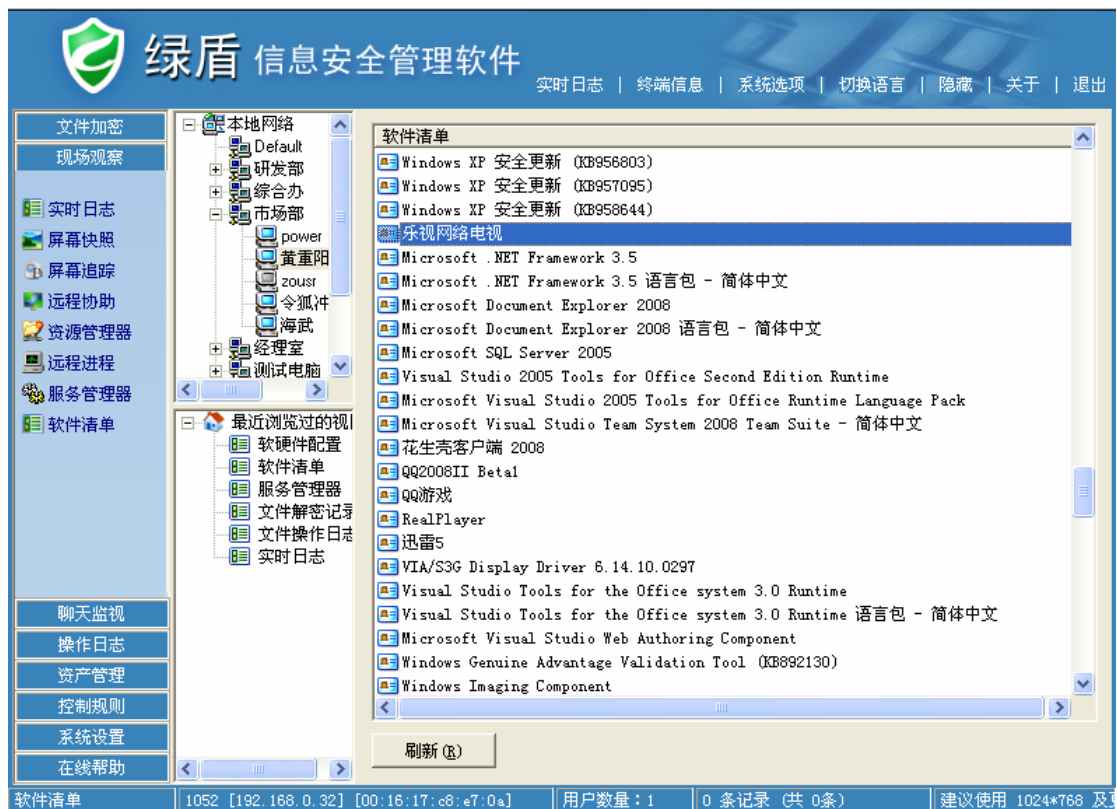 绿盾 信息安全管理软件
实时日志 | 终端信息 | 系统选项 | 切换语言 | 隐藏 | 关于 | 退出
文件加密
现场观察
实时日志
屏幕快照
屏幕追踪
远程协助
资源管理器
远程进程
服务管理器
软件清单
聊天监视
操作日志
资产管理
控制规则
系统设置
在线帮助
本地网络
Default
研发部
综合办
市场部
power
黄重阳
zousr
令狐冲
海武
经理室
测试电脑
最近浏览过的视
软硬件配置
软件清单
服务管理器
文件解密记录
文件操作日志
实时日志
软件清单
Windows XP 安全更新 (KB956803)
Windows XP 安全更新 (KB957095)
Windows XP 安全更新 (KB958644)
乐视网络电视
Microsoft .NET Framework 3.5
Microsoft .NET Framework 3.5 语言包 - 简体中文
Microsoft Document Explorer 2008
Microsoft Document Explorer 2008 语言包 - 简体中文
Microsoft SQL Server 2005
Visual Studio 2005 Tools for Office Second Edition Runtime
Microsoft Visual Studio 2005 Tools for Office Runtime Language Pack
Microsoft Visual Studio Team System 2008 Team Suite - 简体中文
花生壳客户端 2008
QQ2008II Beta1
QQ游戏
RealPlayer
迅雷5
VIA/S3G Display Driver 6.14.10.0297
Visual Studio Tools for the Office system 3.0 Runtime
Visual Studio Tools for the Office system 3.0 Runtime 语言包 - 简体中文
Microsoft Visual Studio Web Authoring Component
Windows Genuine Advantage Validation Tool (KB892130)
Windows Imaging Component
刷新(R)
软件清单
1052 [192.168.0.32] [00:16:17:c8:e7:0a]
用户数量：1
0 条记录 (共 0条)
建议使用 1024*768 及